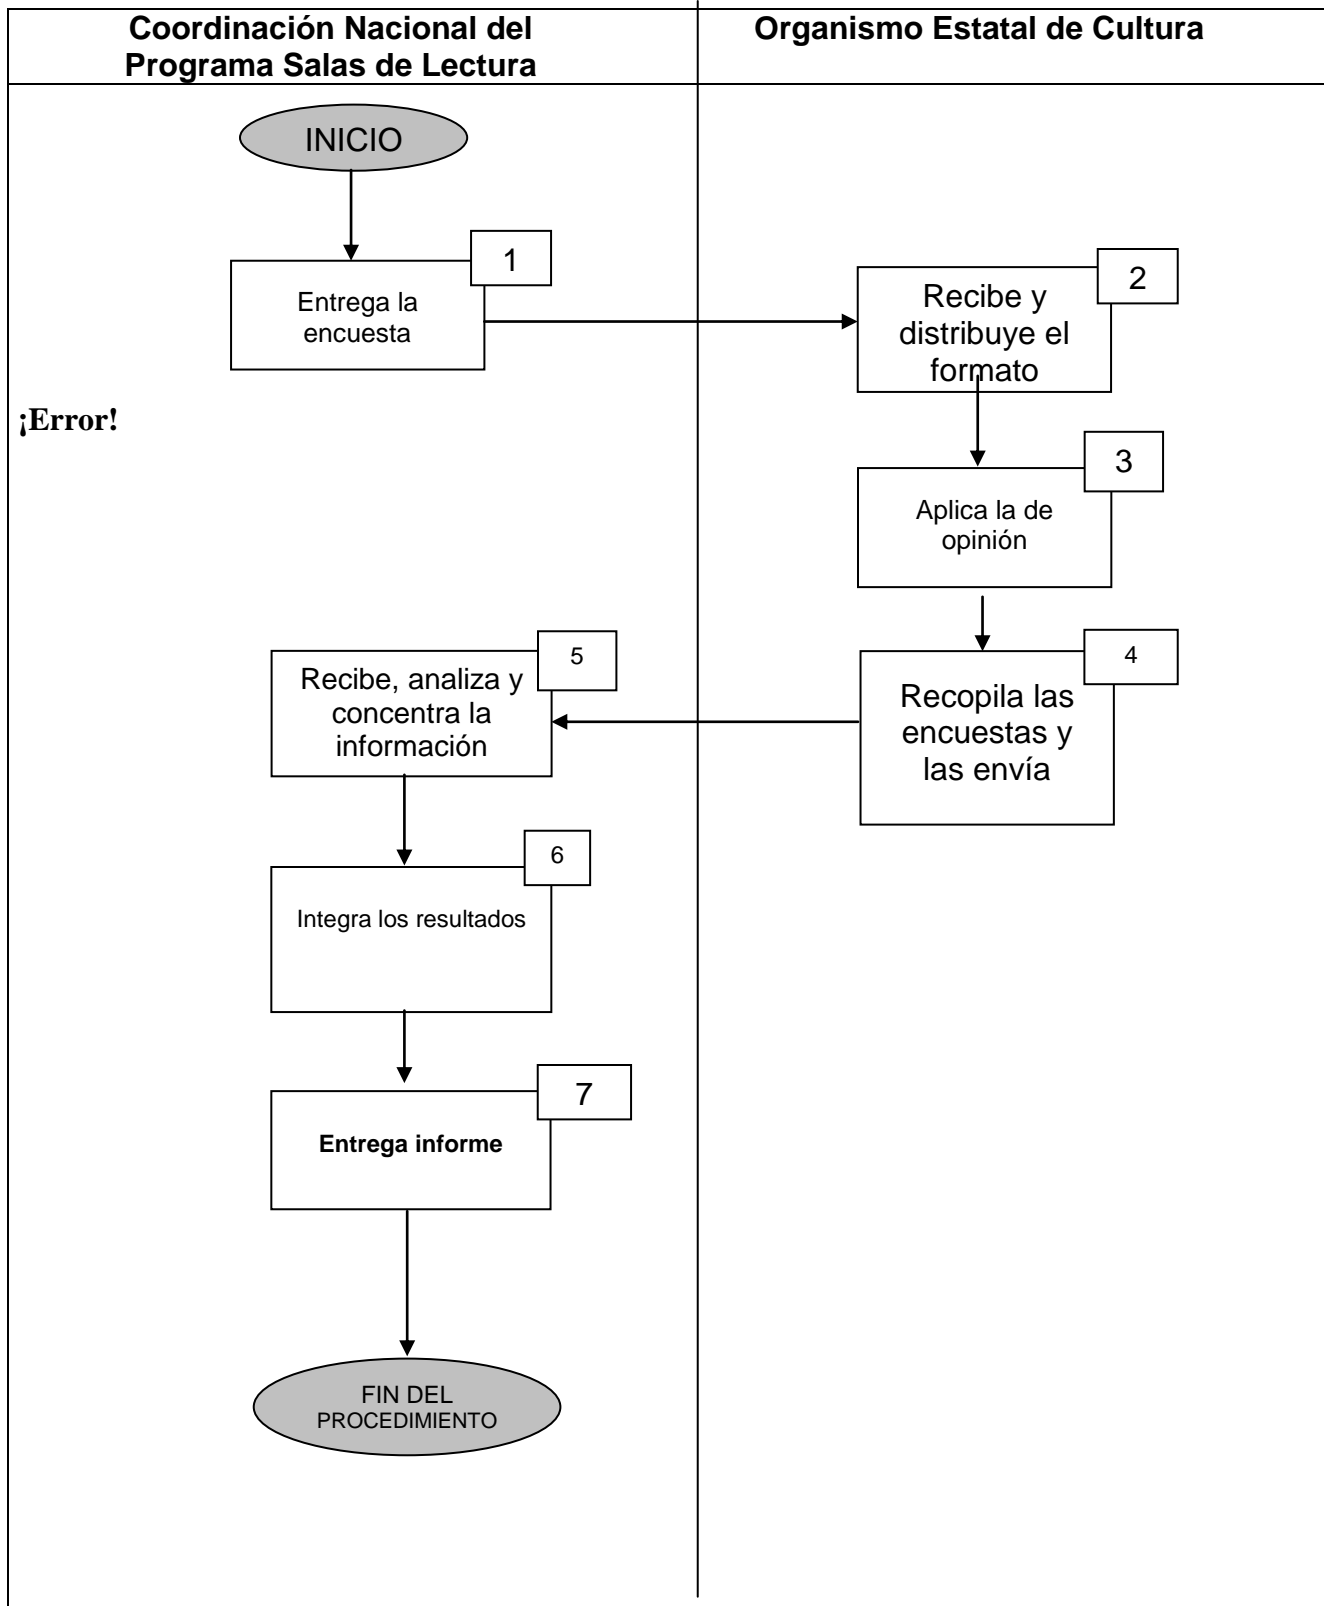 Coordinación Nacional del
Programa Salas de Lectura
Organismo Estatal de Cultura
INICIO
1
Entrega la
encuesta
2
Recibe y
distribuye el
formato
¡Error!
3
Aplica la de
opinión
4
Recopila las
encuestas y
las envía
5
Recibe, analiza y
concentra la
información
6
Integra los resultados
7
Entrega informe
FIN DEL
PROCEDIMIENTO